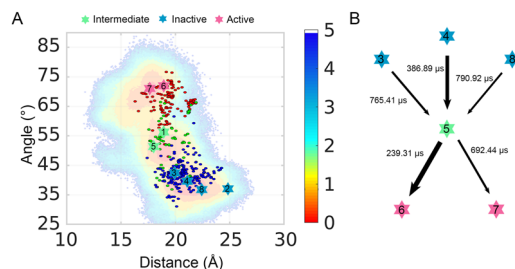 A
Intermediate Inactive Active
B
85
75
65
55
45
35
25
Angle (°)
10 15 20 25 30
Distance (Å)
5
4
3
2
1
0
7 6
1
5
3
4
8
2
4
3 8
386.89 µs
790.92 µs
765.41 µs
5
239.31 µs
692.44 µs
6 7